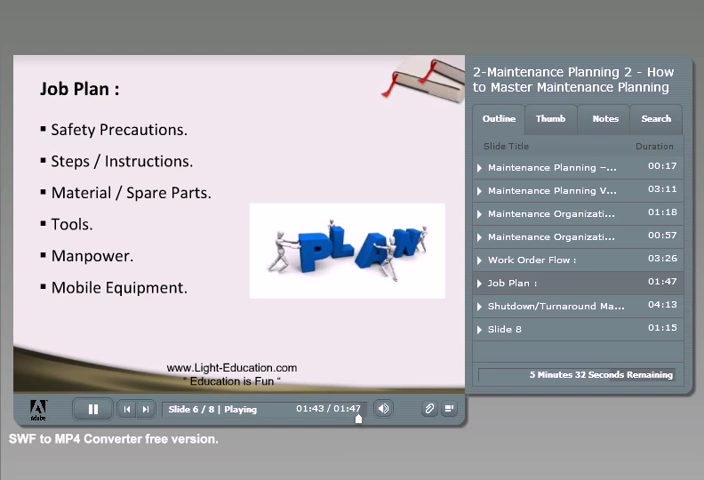 Job Plan :
▪ Safety Precautions.
▪ Steps / Instructions.
▪ Material / Spare Parts.
▪ Tools.
▪ Manpower.
▪ Mobile Equipment.
PLAN
www.Light-Education.com
" Education is Fun "
2-Maintenance Planning 2 - How
to Master Maintenance Planning
Outline Thumb Notes Search
Slide Title Duration
Maintenance Planning –... 00:17
Maintenance Planning V... 03:11
Maintenance Organizati... 01:18
Maintenance Organizati... 00:57
Work Order Flow : 03:26
Job Plan : 01:47
Shutdown/Turnaround Ma... 04:13
Slide 8 01:15
5 Minutes 32 Seconds Remaining
Adobe
Slide 6 / 8 | Playing 01:43 / 01:47
SWF to MP4 Converter free version.